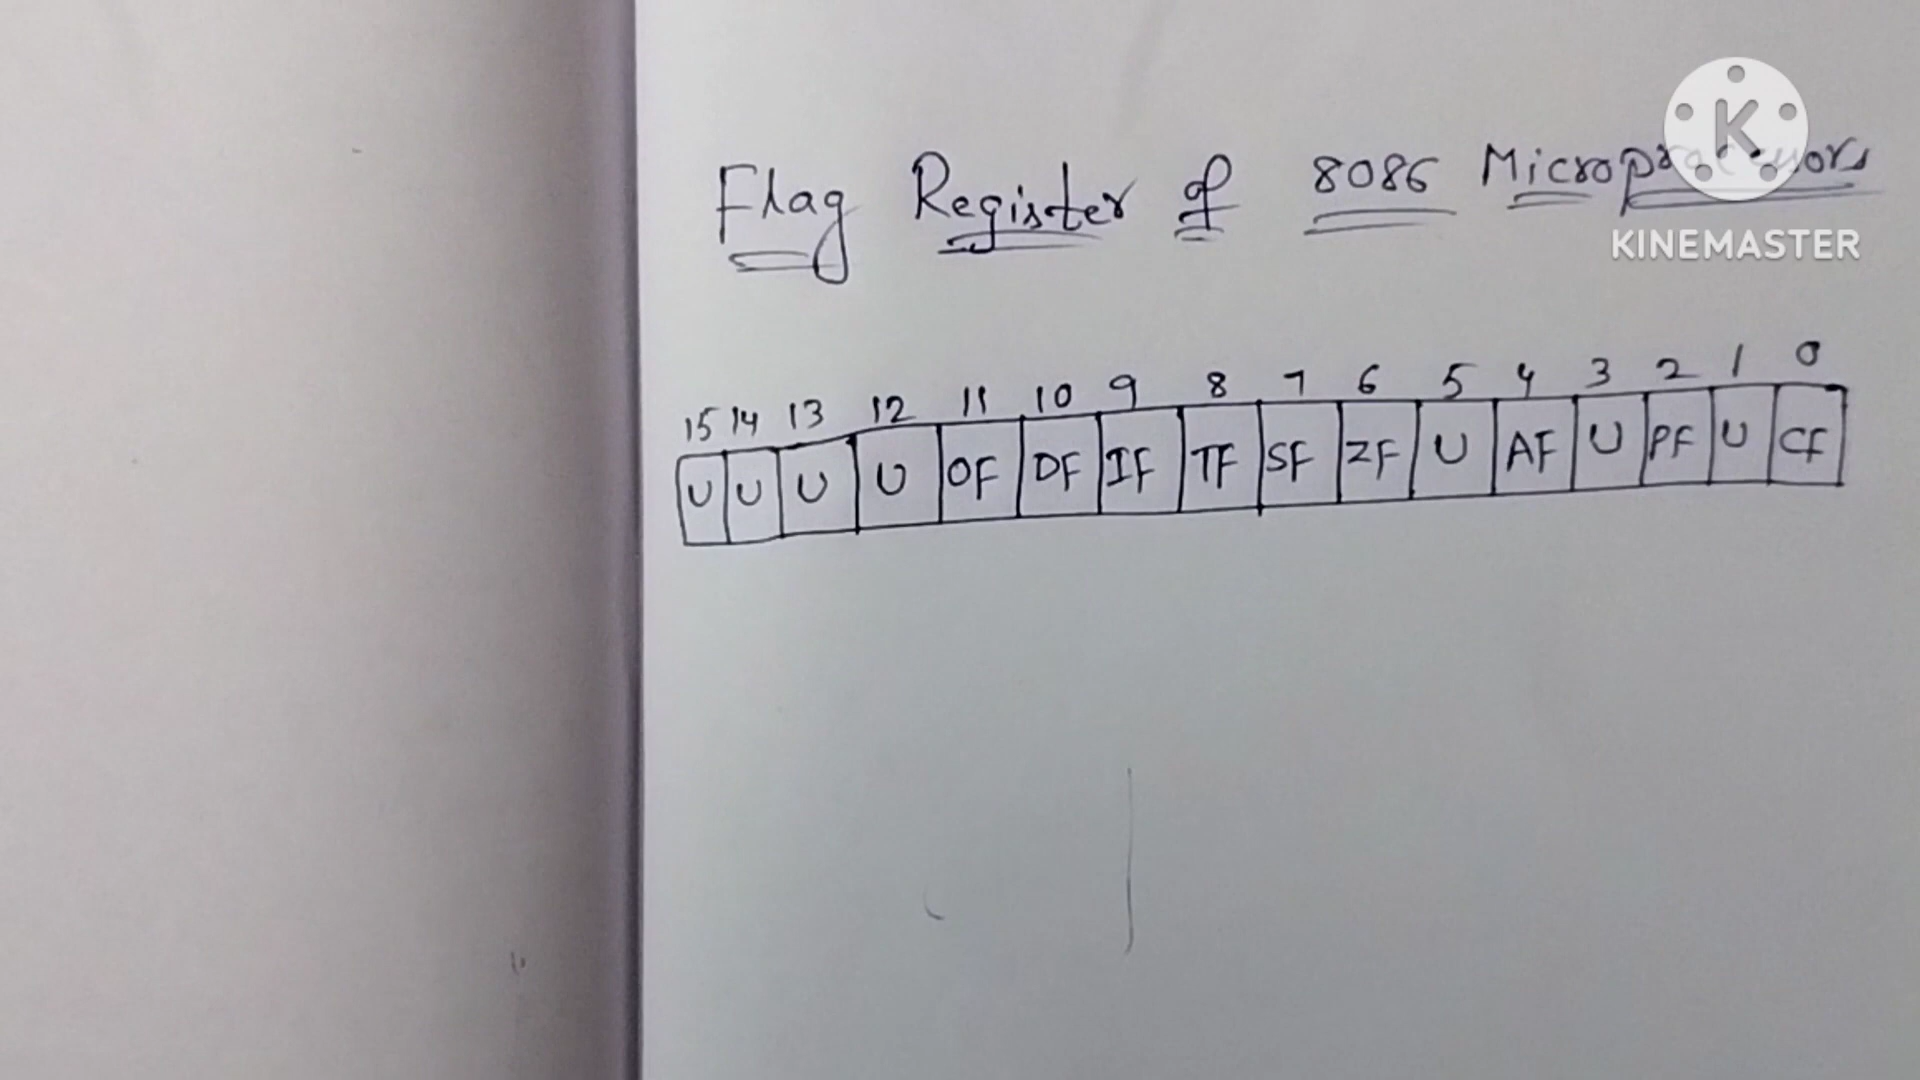 Flag Register of 8086 Microprocessors
K
KINEMASTER
15 14 13 12 11 10 9 8 7 6 5 4 3 2 1 0
U U U U OF DF IF TF SF ZF U AF U PF U CF